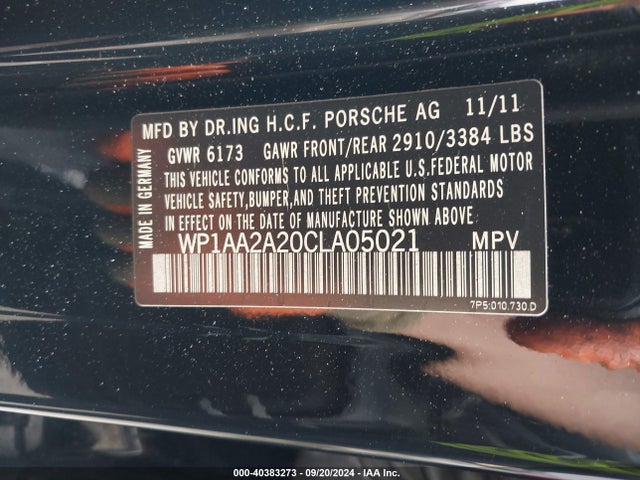 MFD BY DR.ING H.C.F. PORSCHE AG 11/11
GVWR 6173 GAWR FRONT/REAR 2910/3384 LBS
THIS VEHICLE CONFORMS TO ALL APPLICABLE U.S.FEDERAL MOTOR
VEHICLE SAFETY,BUMPER,AND THEFT PREVENTION STANDARDS
IN EFFECT ON THE DATE OF MANUFACTURE SHOWN ABOVE.
WP1AA2A20CLA05021 MPV
7P5.010.730.D
MADE IN GERMANY
000-40383273 - 09/20/2024 - IAA Inc.